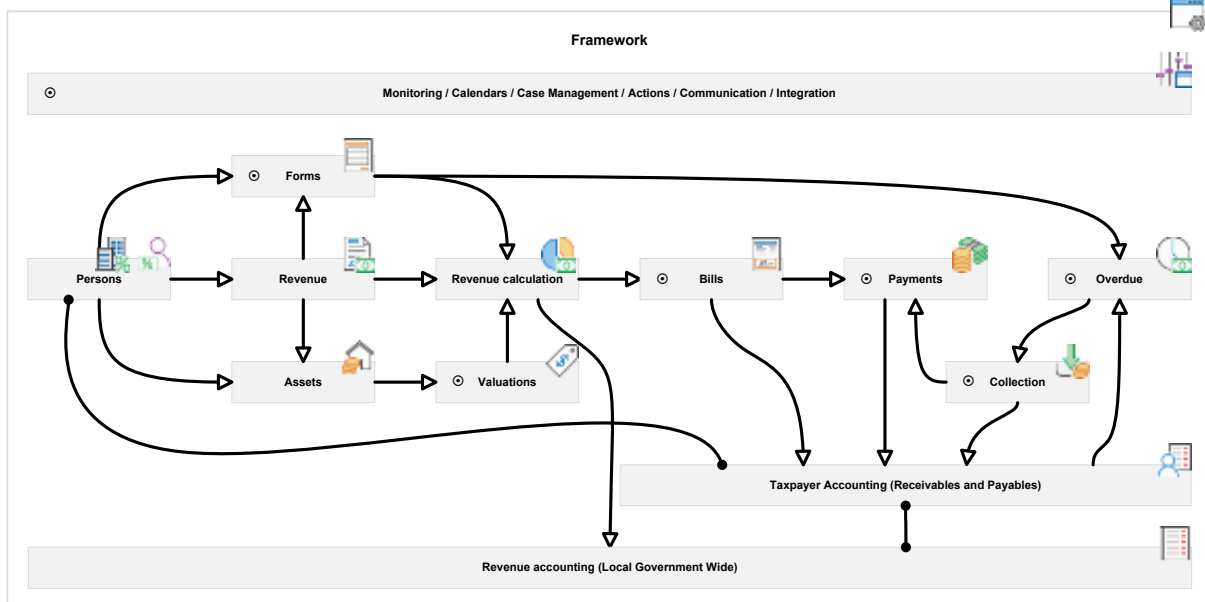 Framework
Monitoring / Calendars / Case Management / Actions / Communication / Integration
Forms
Persons
Revenue
Revenue calculation
Bills
Payments
Overdue
Assets
Valuations
Collection
Taxpayer Accounting (Receivables and Payables)
Revenue accounting (Local Government Wide)